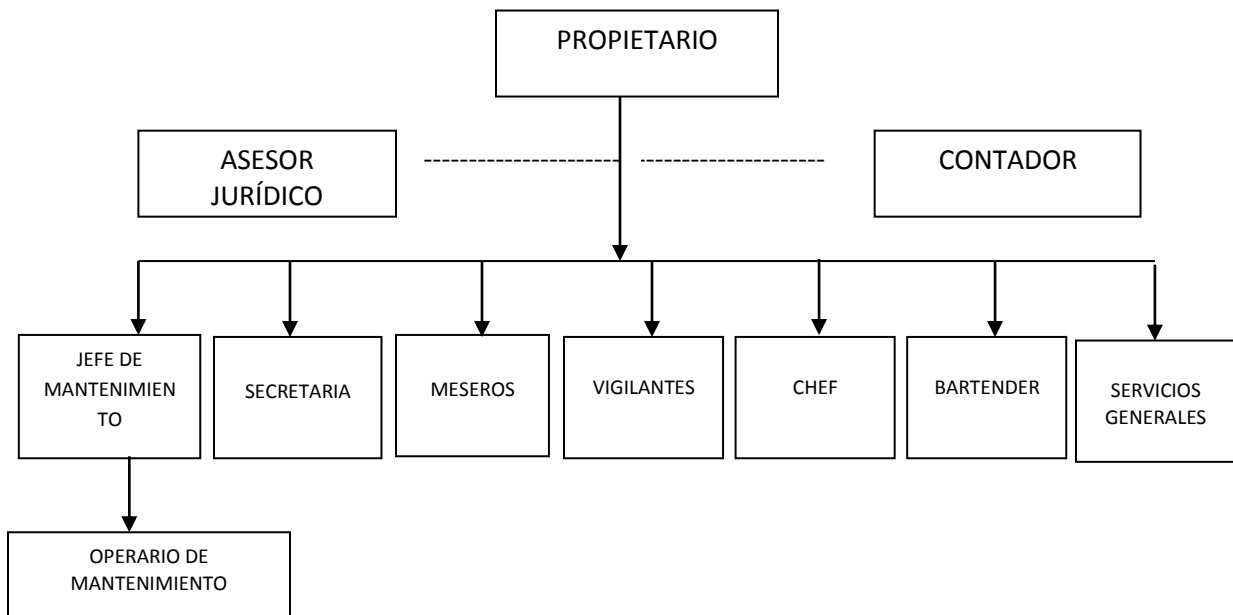 PROPIETARIO
ASESOR
JURÍDICO
CONTADOR
JEFE DE
MANTENIMIEN
TO
SECRETARIA
MESEROS
VIGILANTES
CHEF
BARTENDER
SERVICIOS
GENERALES
OPERARIO DE
MANTENIMIENTO